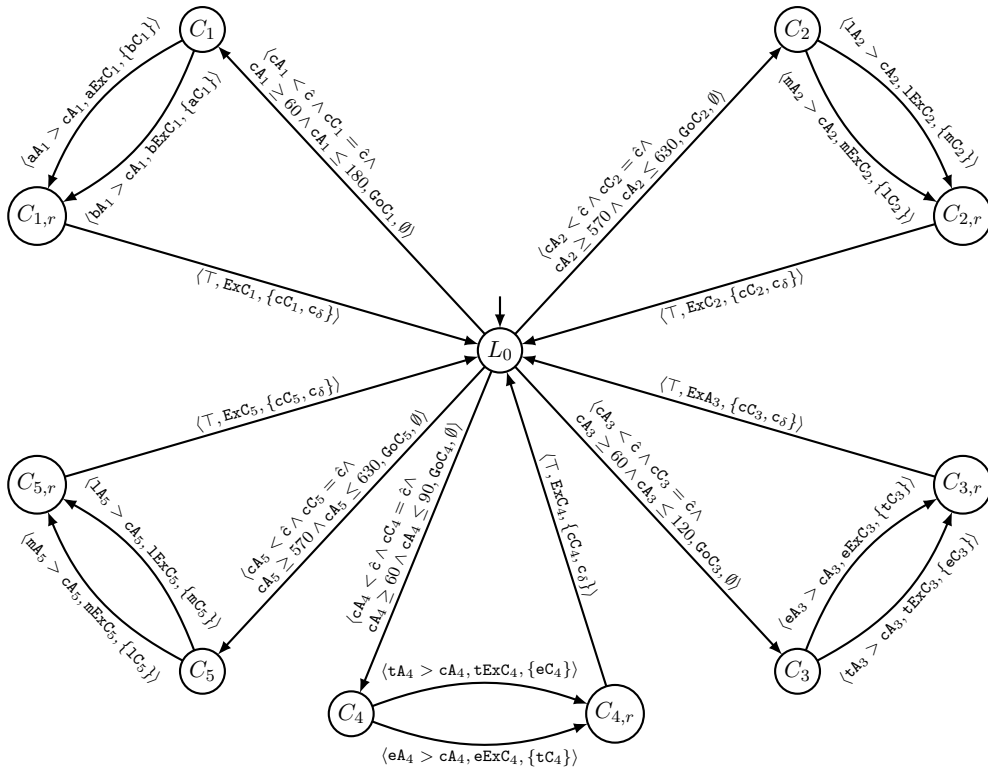 C₁
C₂
⟨aA₁ > cA₁, aExC₁, {bC₁}⟩
⟨bA₁ > cA₁, bExC₁, {aC₁}⟩
⟨cA₁ < ĉ ∧ cC₁ = ĉ∧
cA₁ ≥ 60 ∧ cA₁ ≤ 180, GoC₁, ∅⟩
⟨cA₂ < ĉ ∧ cC₂ = ĉ∧
cA₂ ≥ 570 ∧ cA₂ ≤ 630, GoC₂, ∅⟩
⟨lA₂ > cA₂, lExC₂, {mC₂}⟩
⟨mA₂ > cA₂, mExC₂, {lC₂}⟩
C₁,ᵣ
C₂,ᵣ
⟨⊤, ExC₁, {cC₁, c_δ}⟩
⟨⊤, ExC₂, {cC₂, c_δ}⟩
L₀
⟨⊤, ExC₅, {cC₅, c_δ}⟩
⟨⊤, ExA₃, {cC₃, c_δ}⟩
C₅,ᵣ
C₃,ᵣ
⟨lA₅ > cA₅, lExC₅, {mC₅}⟩
⟨mA₅ > cA₅, mExC₅, {lC₅}⟩
⟨cA₅ < ĉ ∧ cC₅ = ĉ∧
cA₅ ≥ 570 ∧ cA₅ ≤ 630, GoC₅, ∅⟩
⟨cA₄ < ĉ ∧ cC₄ = ĉ∧
cA₄ ≥ 60 ∧ cA₄ ≤ 90, GoC₄, ∅⟩
⟨⊤, ExC₄, {cC₄, c_δ}⟩
⟨cA₃ < ĉ ∧ cC₃ = ĉ∧
cA₃ ≥ 60 ∧ cA₃ ≤ 120, GoC₃, ∅⟩
⟨eA₃ > cA₃, eExC₃, {tC₃}⟩
⟨tA₃ > cA₃, tExC₃, {eC₃}⟩
C₅
C₃
⟨tA₄ > cA₄, tExC₄, {eC₄}⟩
C₄
C₄,ᵣ
⟨eA₄ > cA₄, eExC₄, {tC₄}⟩